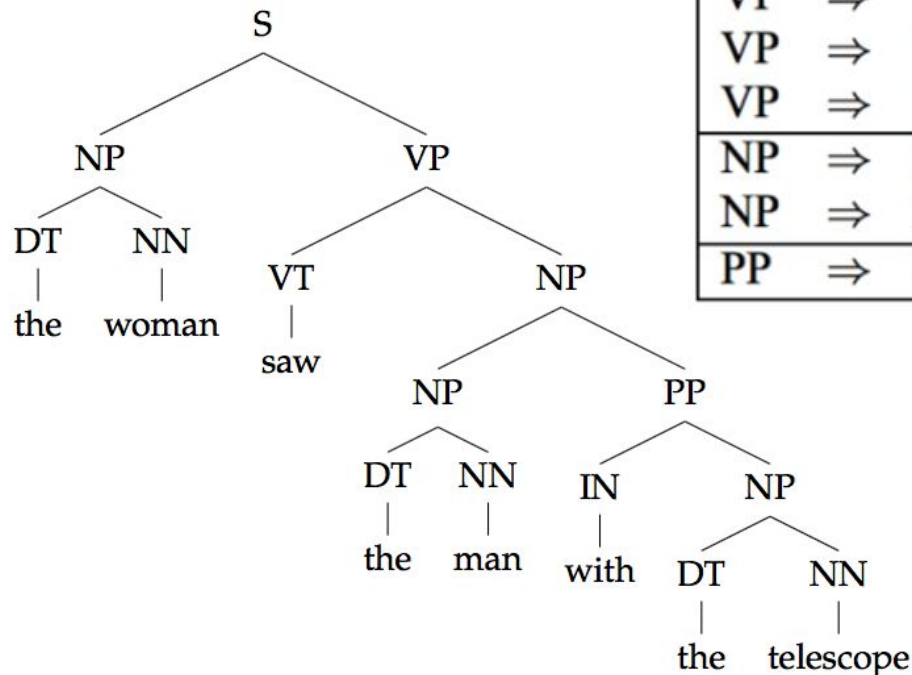 S
VP ⇒
VP ⇒
NP VP
NP ⇒
NP ⇒
DT NN
VT NP
PP ⇒
the woman
saw
NP PP
DT NN
IN NP
the man
with
DT NN
the telescope